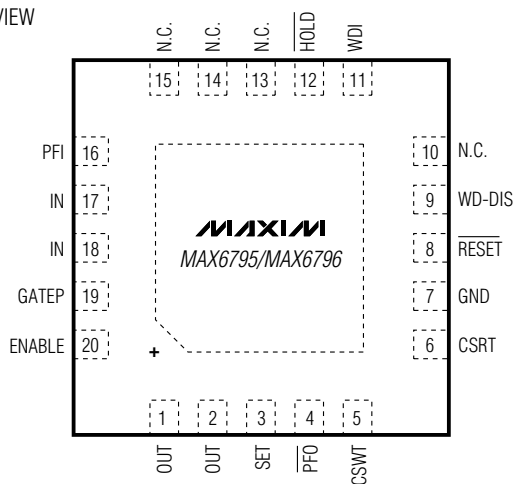 VIEW
N.C.
N.C.
N.C.
HOLD
WDI
15
14
13
12
11
PFI 16
IN 17
IN 18
GATEP 19
ENABLE 20
10 N.C.
9 WD-DIS
8 RESET
7 GND
6 CSRT
MAXIM
MAX6795/MAX6796
+
1
2
3
4
5
OUT
OUT
SET
PFO
CSWT